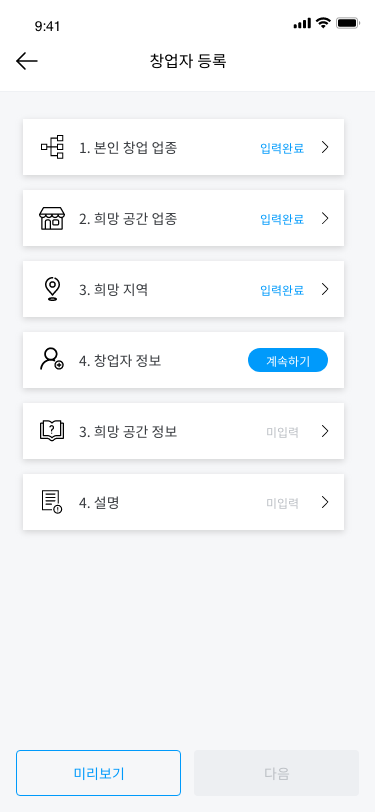 9:41
창업자 등록
1. 본인 창업 업종
입력완료
2. 희망 공간 업종
입력완료
3. 희망 지역
입력완료
4. 창업자 정보
계속하기
3. 희망 공간 정보
미입력
4. 설명
미입력
미리보기
다음